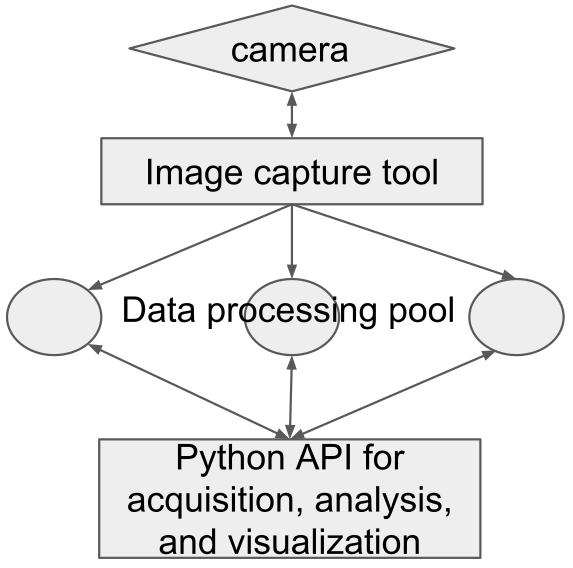 camera
Image capture tool
Data processing pool
Python API for
acquisition, analysis,
and visualization